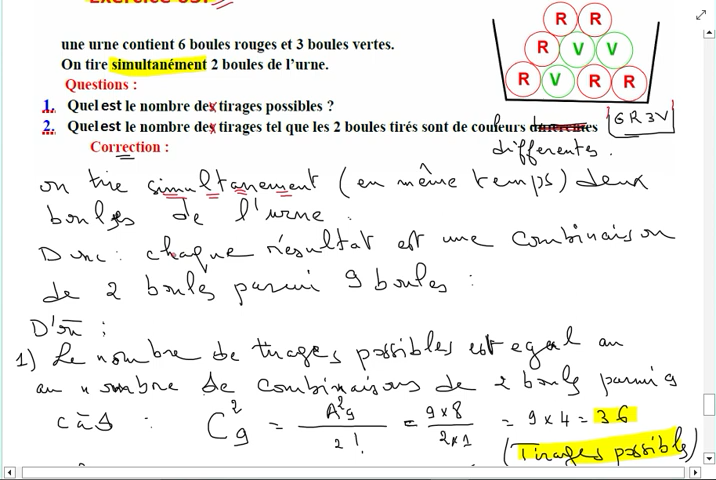 Exercice 03:
R R
une urne contient 6 boules rouges et 3 boules vertes.
R V V
On tire simultanément 2 boules de l'urne.
Questions :
R V R R
1. Quel est le nombre des tirages possibles ?
2. Quel est le nombre des tirages tel que les 2 boules tirés sont de couleurs différentes
6R3V
différentes.
Correction :
on tire simultanément (en même temps) deux
boules de l'urne.
Donc: chaque résultat est une combinaison
de 2 boules parmi 9 boules :
D'où :
1) Le nombre de tirages possibles est egal au
au nombre de combinaisons de 2 boules parmi 9
càd : C₉² = A²9 / 2! = 9×8 / 2×1 = 9×4 = 36
(Tirages possibles)